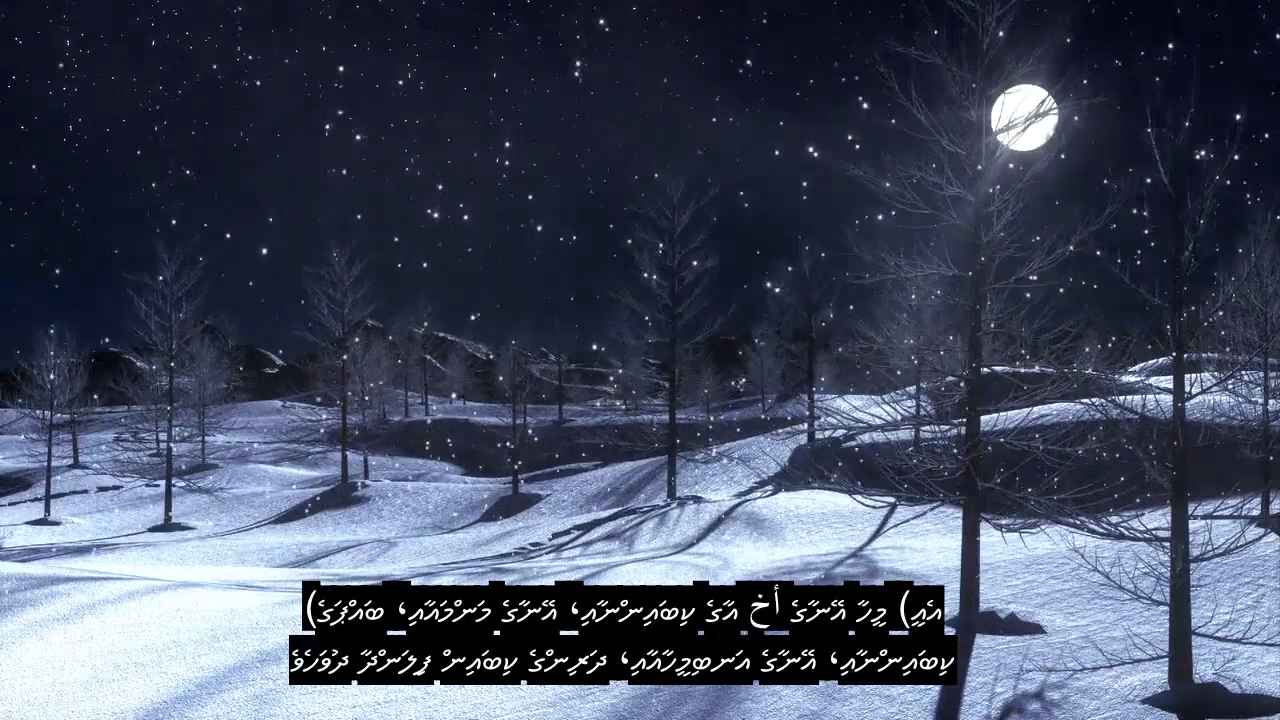 އެއީ) މީހާ އޭނާގެ أخ އާގެ ކިބައިންނާއި، އޭނާގެ މަންމައާއި، ބައްޕަގެ)
ކިބައިންނާއި، އޭނާގެ އަނބިމީހާއާއި، ދަރިންގެ ކިބައިން ފިލަންދާ ދުވަހެވެ